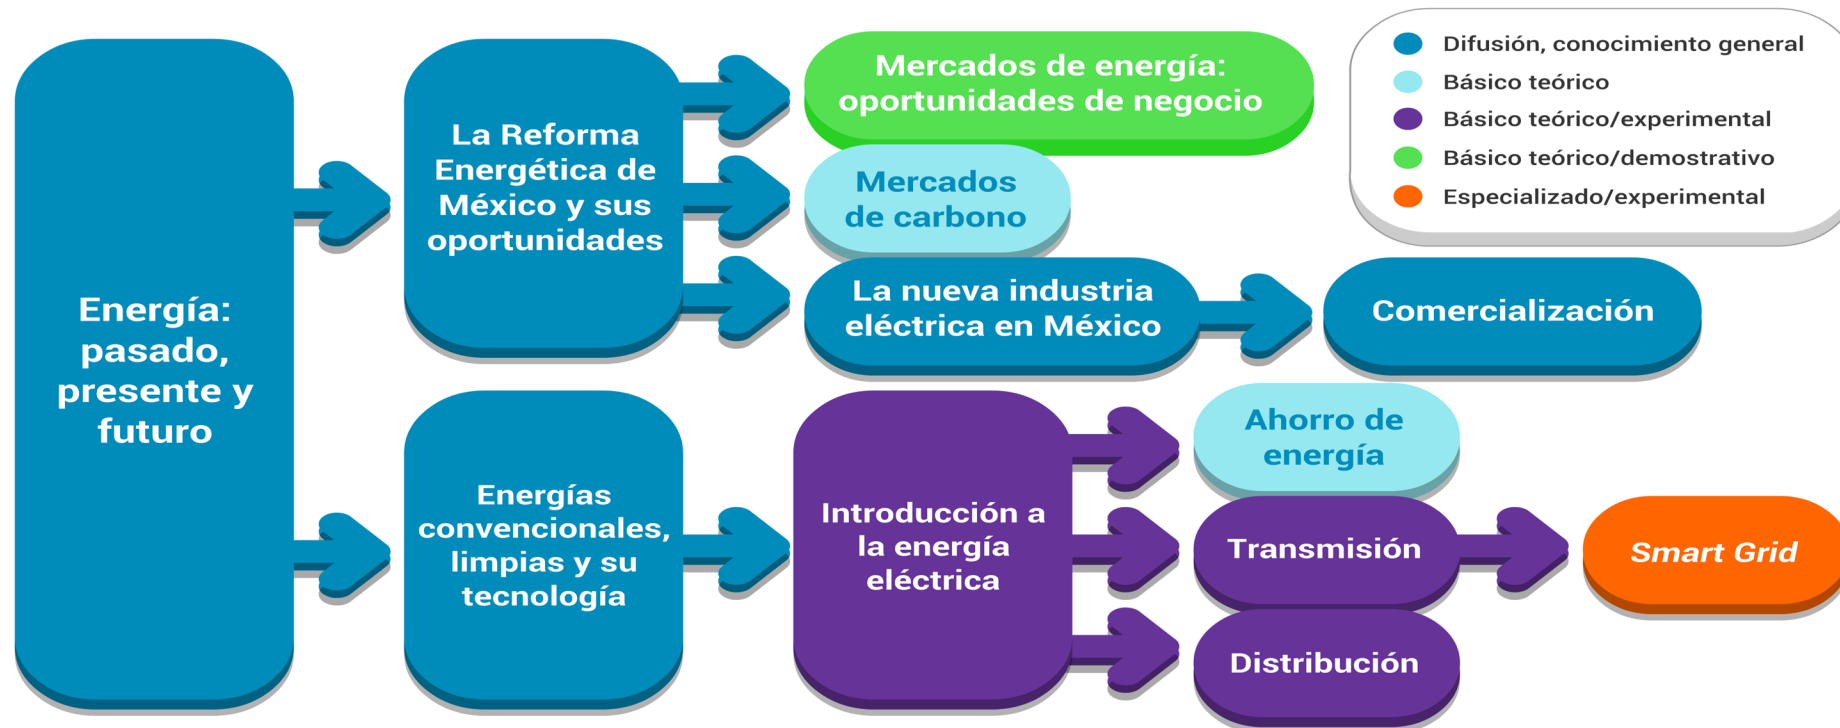 Energía:
pasado,
presente y
futuro
La Reforma
Energética de
México y sus
oportunidades
Mercados de energía:
oportunidades de negocio
Mercados
de carbono
La nueva industria
eléctrica en México
Comercialización
Energías
convencionales,
limpias y su
tecnología
Introducción a
la energía
eléctrica
Ahorro de
energía
Transmisión
Smart Grid
Distribución
Difusión, conocimiento general
Básico teórico
Básico teórico/experimental
Básico teórico/demostrativo
Especializado/experimental